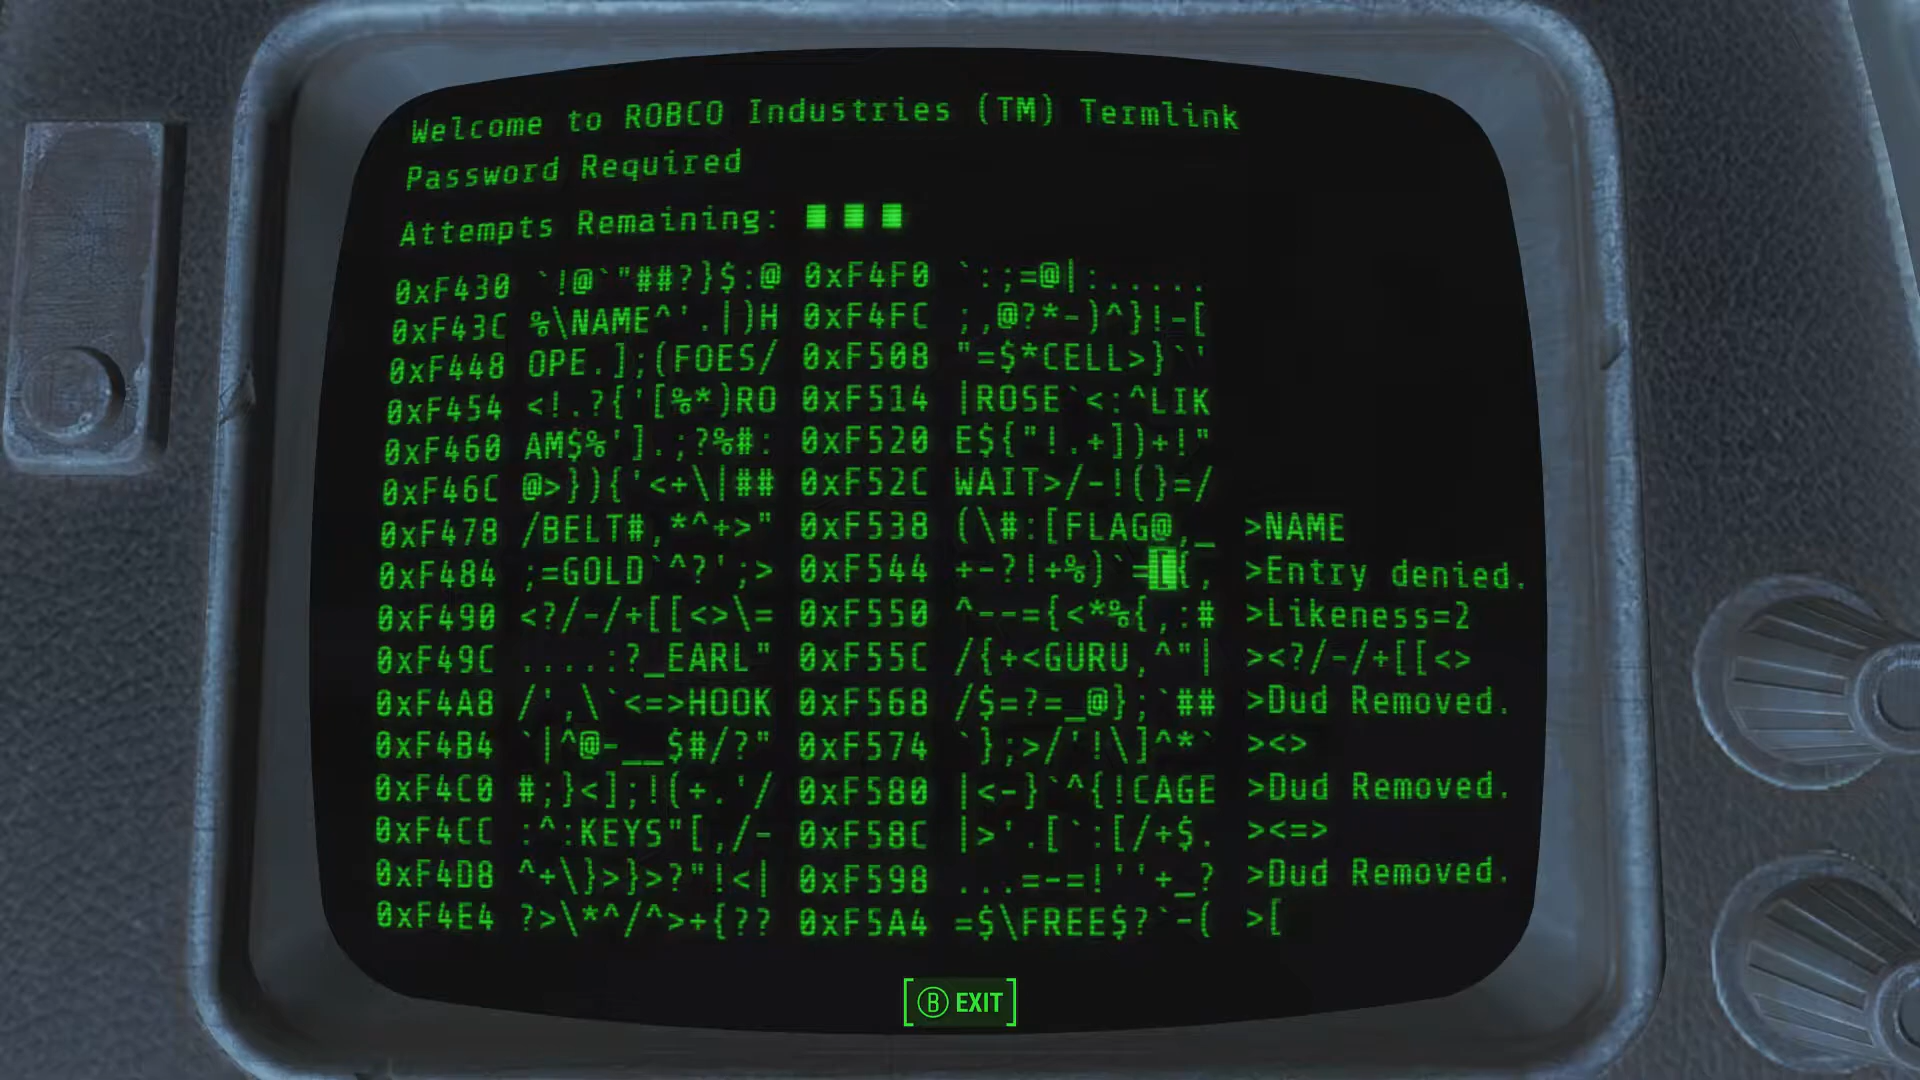 Welcome to ROBCO Industries (TM) Termlink
Password Required
Attempts Remaining: ■ ■ ■
0xF430 `!@`"##?}$:@ 0xF4F0 `:;=@|:......
0xF43C %\NAME^'.|)H 0xF4FC ;,@?*-)^}!-[
0xF448 OPE.];(FOES/ 0xF508 "=$*CELL>}`'
0xF454 <!.?{'[%*)RO 0xF514 |ROSE`<:^LIK
0xF460 AM$%'].;?%#: 0xF520 E${"!.+])+!"
0xF46C @>}){'<+\|## 0xF52C WAIT>/-!(}=/
0xF478 /BELT#,*^+>" 0xF538 (\#:[FLAG@,_ >NAME
0xF484 ;=GOLD`^?';> 0xF544 +-?!+%)`=[{, >Entry denied.
0xF490 <?/-/+[[<>\= 0xF550 ^--={<*%{,:# >Likeness=2
0xF49C ....:?_EARL" 0xF55C /{+<GURU,^"| ><?/-/+[[<>
0xF4A8 /',\`<=>HOOK 0xF568 /$=?=_@};`## >Dud Removed.
0xF4B4 `|^@-__$#/?" 0xF574 `};>/'!\]^*` ><>
0xF4C0 #;}<];!(+.'/ 0xF580 |<-}`^{!CAGE >Dud Removed.
0xF4CC :^:KEYS"[,/- 0xF58C |>'.[`:[/+$. ><=>
0xF4D8 ^+\}>}>?"!<| 0xF598 ...=-=!''+_? >Dud Removed.
0xF4E4 ?>\*^/^>+{?? 0xF5A4 =$\FREE$?`-( >[
B EXIT